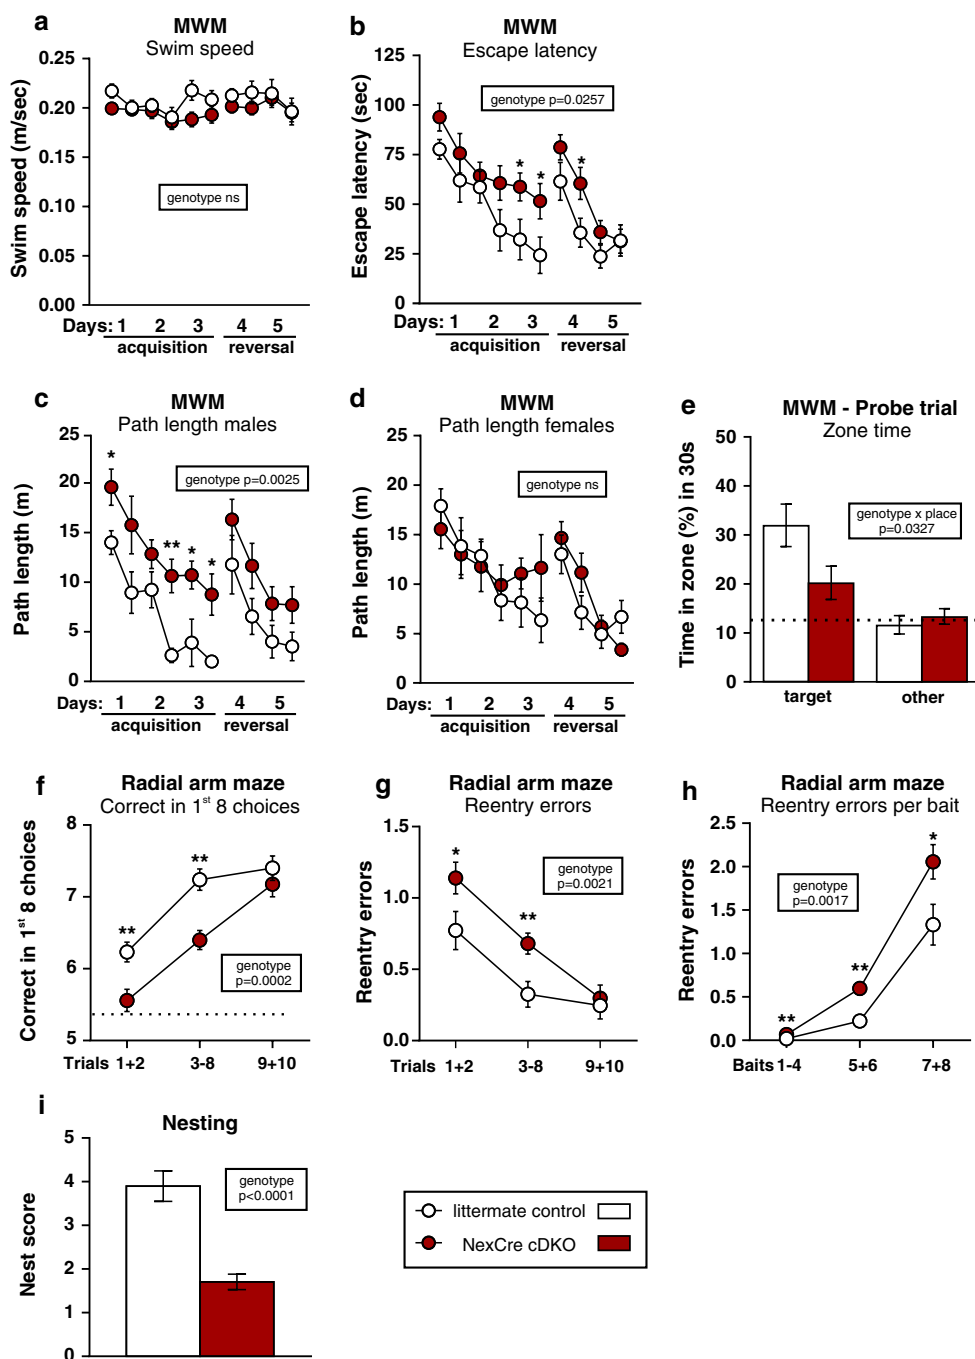 a
MWM
Swim speed
Swim speed (m/sec)
0.25
0.20
0.15
0.10
0.05
0.00
genotype ns
Days: 1 2 3 4 5
acquisition reversal
b
MWM
Escape latency
Escape latency (sec)
125
100
75
50
25
0
genotype p=0.0257
* * *
1 2 3 4 5
acquisition reversal
c
MWM
Path length males
Path length (m)
25
20
15
10
5
0
*
genotype p=0.0025
** * *
Days: 1 2 3 4 5
acquisition reversal
d
MWM
Path length females
Path length (m)
25
20
15
10
5
0
genotype ns
Days: 1 2 3 4 5
acquisition reversal
e
MWM - Probe trial
Zone time
Time in zone (%) in 30s
50
40
30
20
10
0
genotype x place
p=0.0327
target other
f
Radial arm maze
Correct in 1st 8 choices
Correct in 1st 8 choices
8
7
6
5
**
**
genotype
p=0.0002
Trials 1+2 3-8 9+10
g
Radial arm maze
Reentry errors
Reentry errors
1.5
1.0
0.5
0.0
*
**
genotype
p=0.0021
Trials 1+2 3-8 9+10
h
Radial arm maze
Reentry errors per bait
Reentry errors
2.5
2.0
1.5
1.0
0.5
0.0
*
genotype
p=0.0017
**
**
Baits 1-4 5+6 7+8
i
Nesting
Nest score
5
4
3
2
1
0
genotype
p<0.0001
littermate control
NexCre cDKO